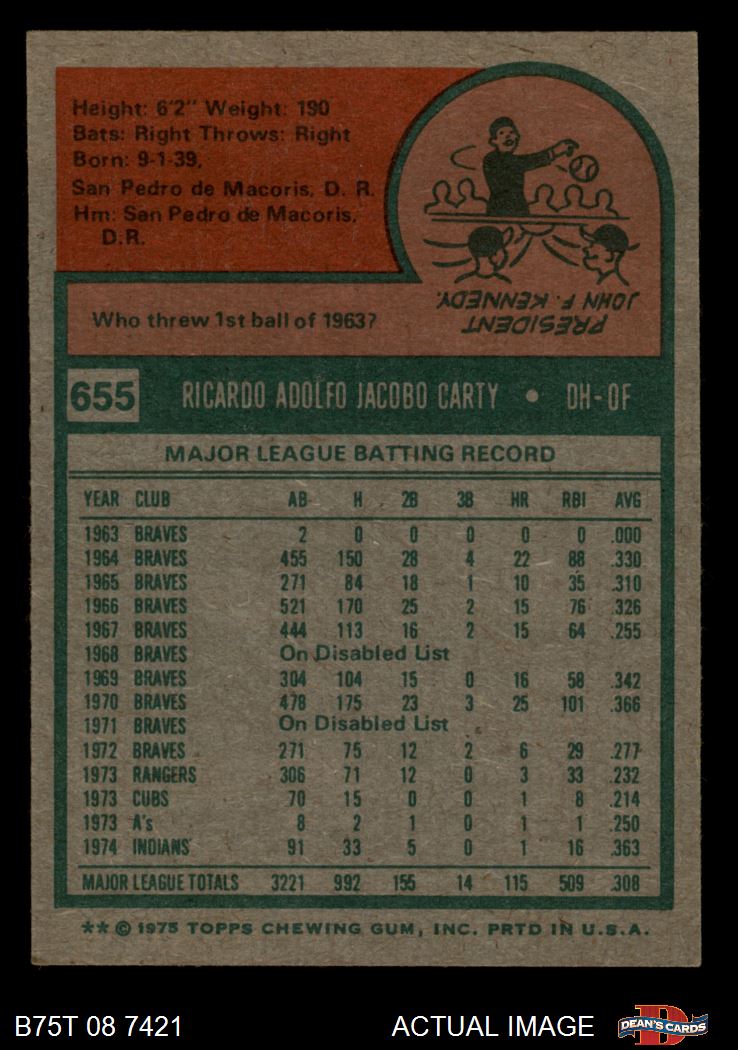 Height: 6'2" Weight: 190
Bats: Right Throws: Right
Born: 9-1-39,
San Pedro de Macoris, D. R.
Hm: San Pedro de Macoris,
D.R.
Who threw 1st ball of 1963?
PRESIDENT
JOHN F. KENNEDY.
655 RICARDO ADOLFO JACOBO CARTY • DH-OF
MAJOR LEAGUE BATTING RECORD
YEAR CLUB AB H 2B 3B HR RBI AVG
1963 BRAVES 2 0 0 0 0 0 .000
1964 BRAVES 455 150 28 4 22 88 .330
1965 BRAVES 271 84 18 1 10 35 .310
1966 BRAVES 521 170 25 2 15 76 .326
1967 BRAVES 444 113 16 2 15 64 .255
1968 BRAVES On Disabled List
1969 BRAVES 304 104 15 0 16 58 .342
1970 BRAVES 478 175 23 3 25 101 .366
1971 BRAVES On Disabled List
1972 BRAVES 271 75 12 2 6 29 .277
1973 RANGERS 306 71 12 0 3 33 .232
1973 CUBS 70 15 0 0 1 8 .214
1973 A's 8 2 1 0 1 1 .250
1974 INDIANS 91 33 5 0 1 16 .363
MAJOR LEAGUE TOTALS 3221 992 155 14 115 509 .308
** © 1975 TOPPS CHEWING GUM, INC. PRTD IN U.S.A.
B75T 08 7421 ACTUAL IMAGE DEAN'S CARDS